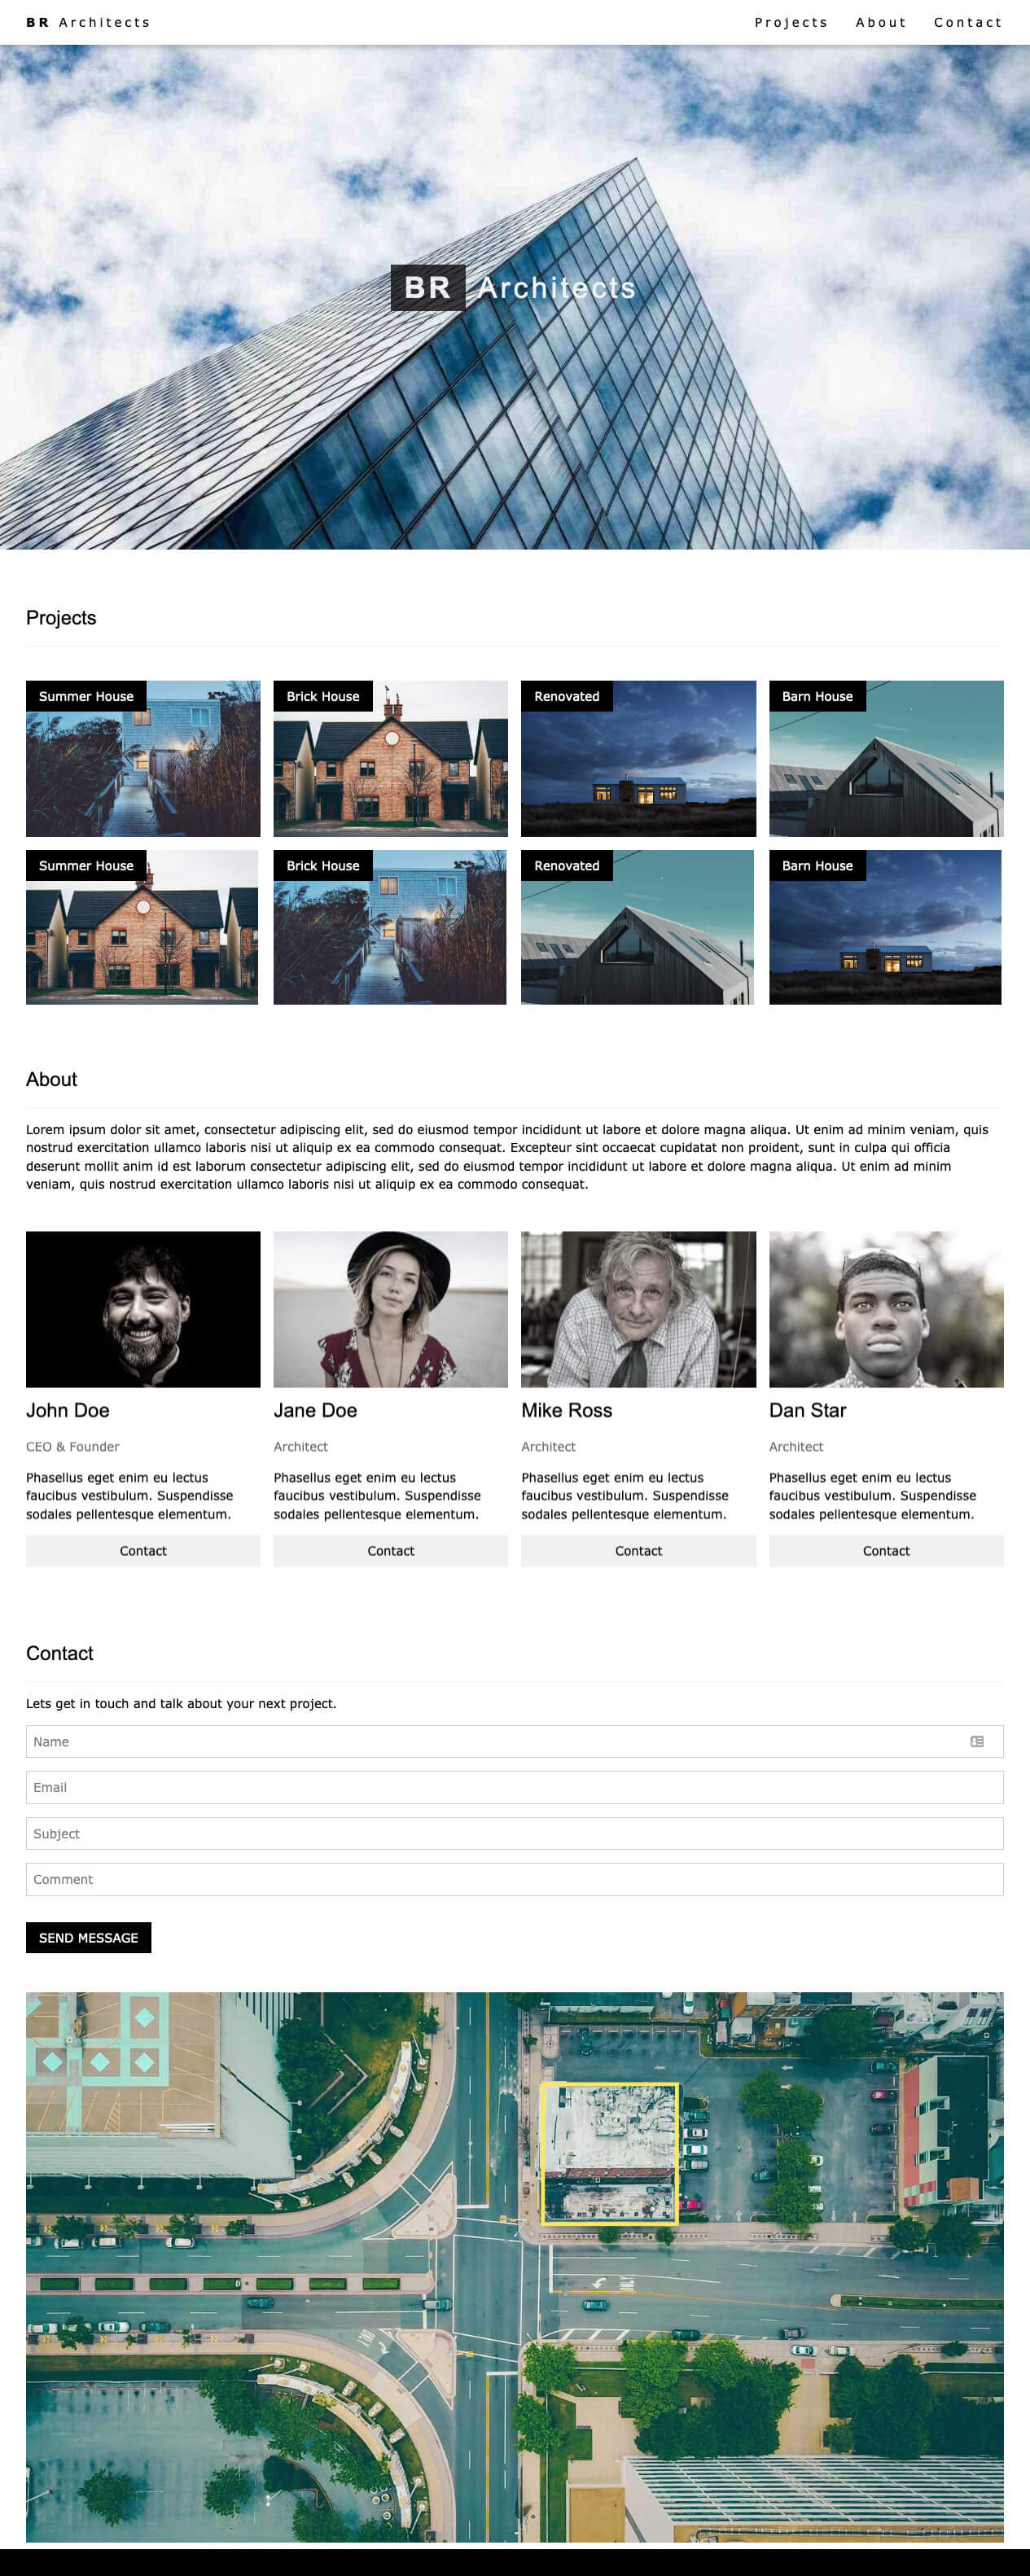 BR Architects
Projects About Contact
BR Architects
Projects
Summer House
Brick House
Renovated
Barn House
Summer House
Brick House
Renovated
Barn House
About
Lorem ipsum dolor sit amet, consectetur adipiscing elit, sed do eiusmod tempor incididunt ut labore et dolore magna aliqua. Ut enim ad minim veniam, quis
nostrud exercitation ullamco laboris nisi ut aliquip ex ea commodo consequat. Excepteur sint occaecat cupidatat non proident, sunt in culpa qui officia
deserunt mollit anim id est laborum consectetur adipiscing elit, sed do eiusmod tempor incididunt ut labore et dolore magna aliqua. Ut enim ad minim
veniam, quis nostrud exercitation ullamco laboris nisi ut aliquip ex ea commodo consequat.
John Doe
CEO & Founder
Phasellus eget enim eu lectus
faucibus vestibulum. Suspendisse
sodales pellentesque elementum.
Contact
Jane Doe
Architect
Phasellus eget enim eu lectus
faucibus vestibulum. Suspendisse
sodales pellentesque elementum.
Contact
Mike Ross
Architect
Phasellus eget enim eu lectus
faucibus vestibulum. Suspendisse
sodales pellentesque elementum.
Contact
Dan Star
Architect
Phasellus eget enim eu lectus
faucibus vestibulum. Suspendisse
sodales pellentesque elementum.
Contact
Contact
Lets get in touch and talk about your next project.
Name
Email
Subject
Comment
SEND MESSAGE
ONLY